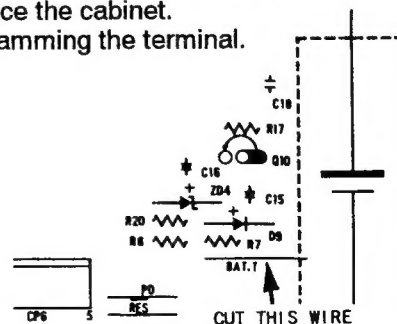 ce the cabinet.
amming the terminal.
C18
R17
Q10
C16
+
ZD4
C15
+
R20
D9
R6
R7
BAT.T
PD
CP6
5
RES
CUT THIS WIRE